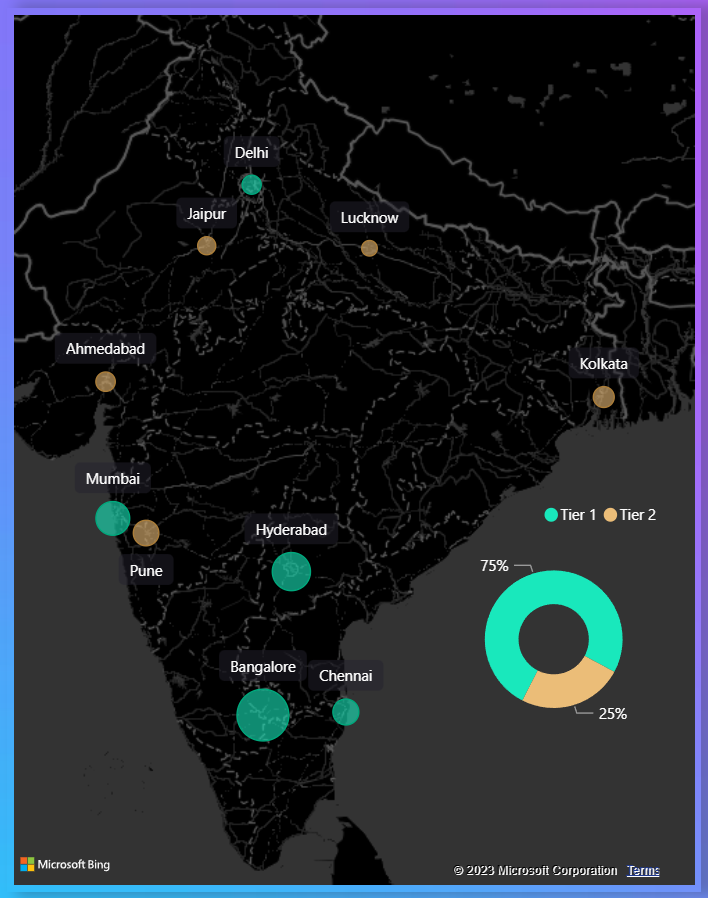 Delhi
Jaipur
Lucknow
Ahmedabad
Kolkata
Mumbai
Tier 1 Tier 2
Hyderabad
75%
Pune
Bangalore
Chennai
25%
Microsoft Bing
© 2023 Microsoft Corporation Terms